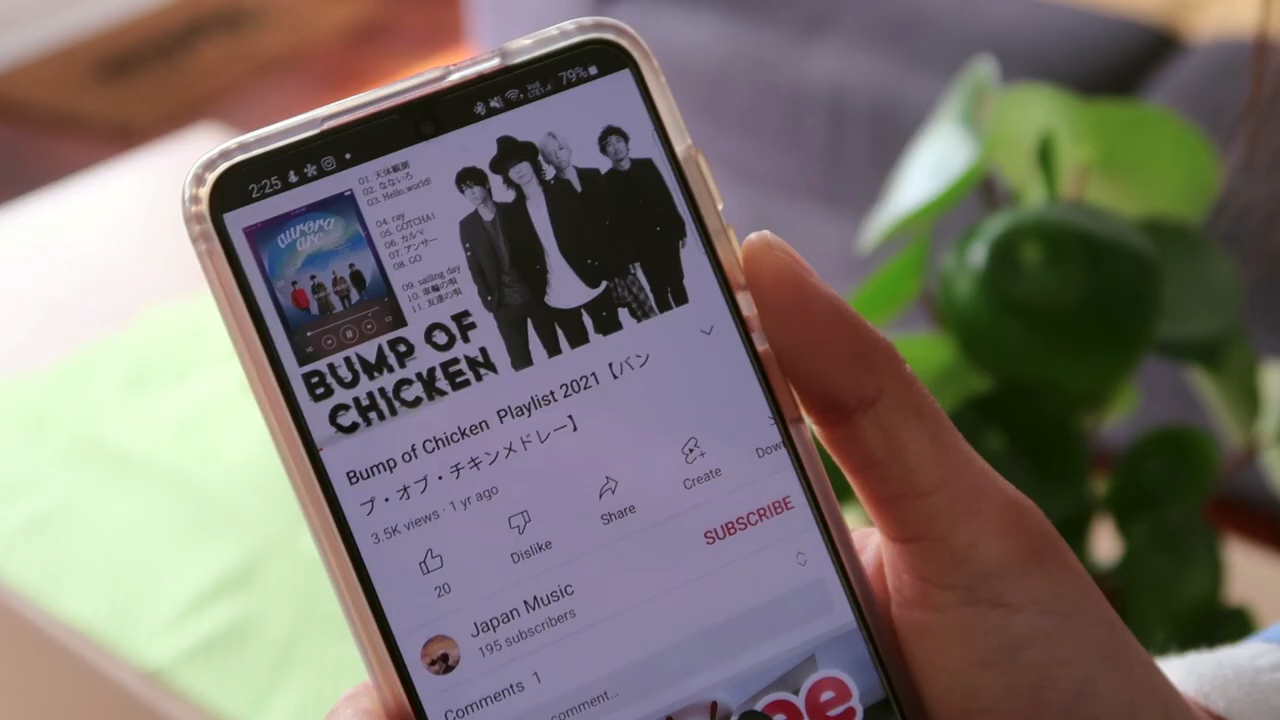 2:25
79%
01. 天体観測
02. なないろ
03. Hello,world!
04. ray
05. GOTCHA!
06. カルマ
07. アンサー
08. GO
09. sailing day
10. 車輪の唄
11. 友達の唄
aurora
arc
BUMP OF
CHICKEN
Bump of Chicken Playlist 2021【バン
プ・オブ・チキンメドレー】
3.5K views · 1 yr ago
20
Dislike
Share
Create
Down
SUBSCRIBE
Japan Music
195 subscribers
Comments 1
comment...